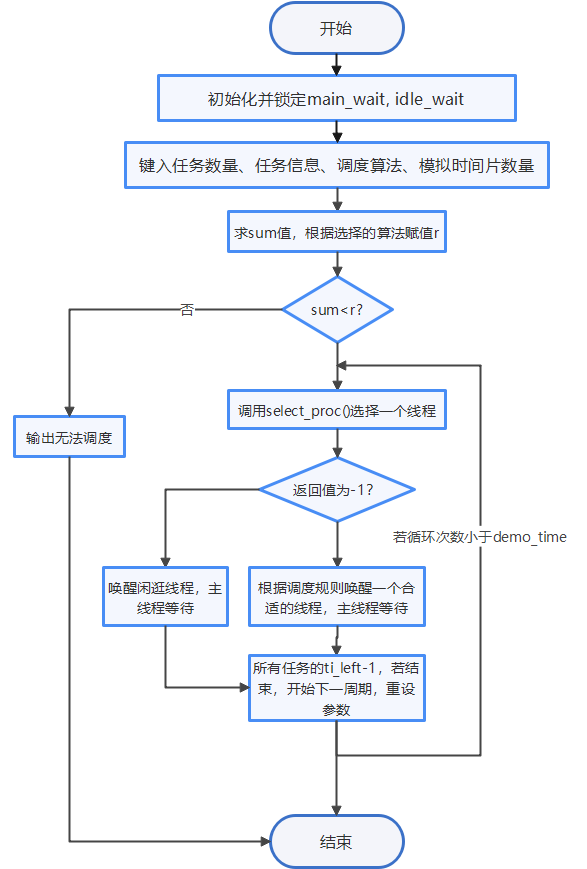 开始
初始化并锁定main_wait, idle_wait
键入任务数量、任务信息、调度算法、模拟时间片数量
求sum值，根据选择的算法赋值r
否
sum<r?
调用select_proc()选择一个线程
输出无法调度
返回值为-1?
若循环次数小于demo_time
唤醒闲逛线程，主
线程等待
根据调度规则唤醒一个合
适的线程，主线程等待
所有任务的ti_left-1，若结
束，开始下一周期，重设
参数
结束